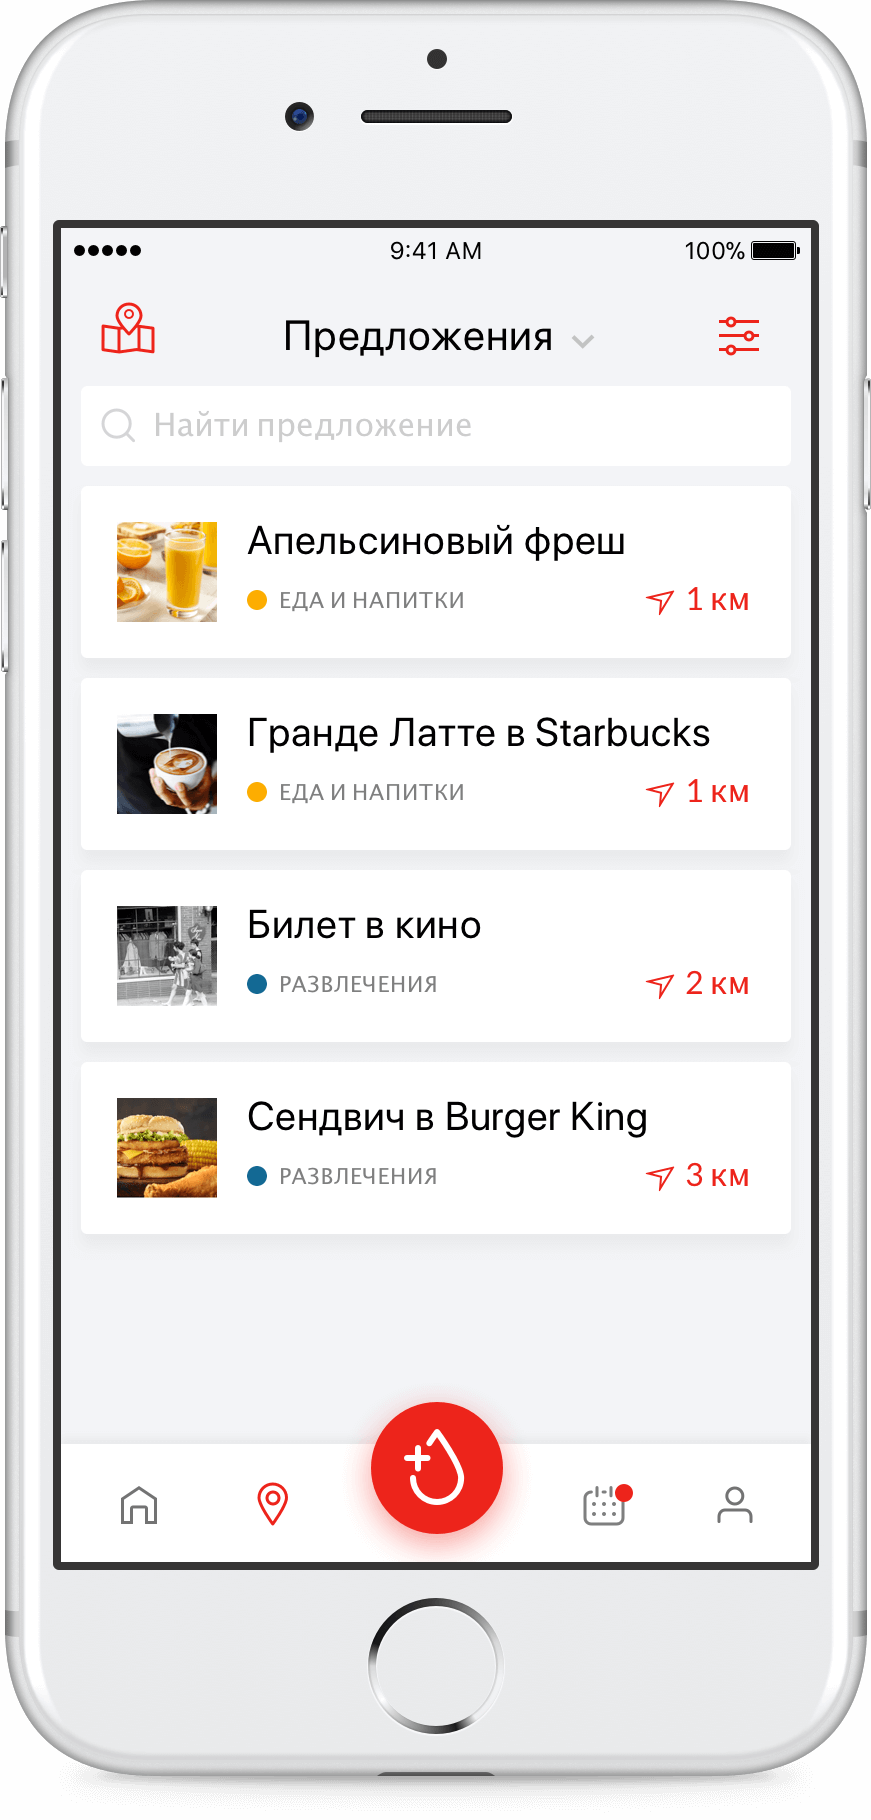 9:41 AM 100%
Предложения
Найти предложение
Апельсиновый фреш
ЕДА И НАПИТКИ 1 км
Гранде Латте в Starbucks
ЕДА И НАПИТКИ 1 км
Билет в кино
РАЗВЛЕЧЕНИЯ 2 км
Сендвич в Burger King
РАЗВЛЕЧЕНИЯ 3 км